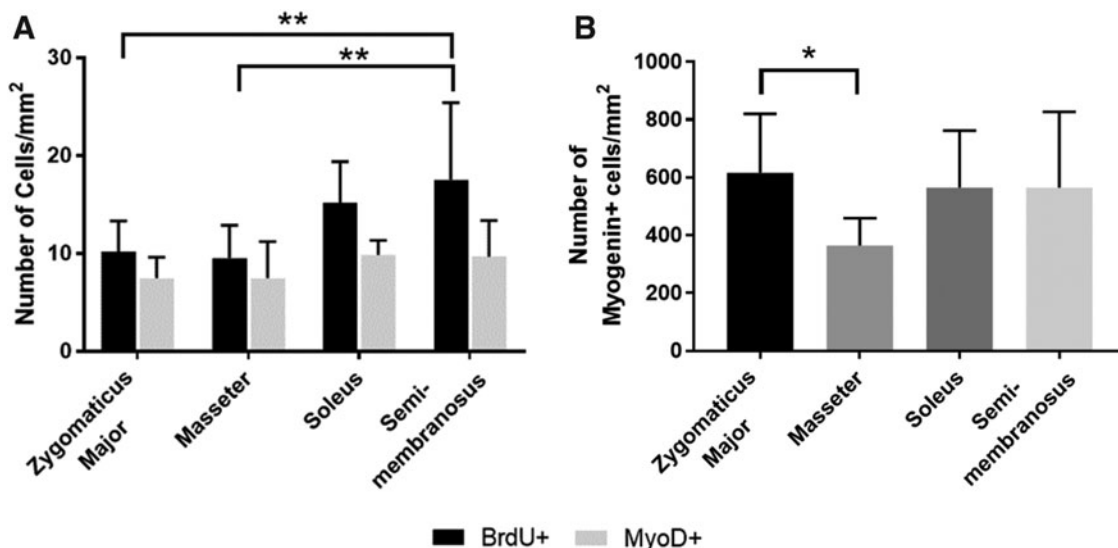 A
**
**
30
20
10
0
Number of Cells/mm²
Zygomaticus
Major
Masseter
Soleus
Semi-
membranosus
B
*
1000
800
600
400
200
0
Number of
Myogenin+ cells/mm²
Zygomaticus
Major
Masseter
Soleus
Semi-
membranosus
BrdU+ MyoD+